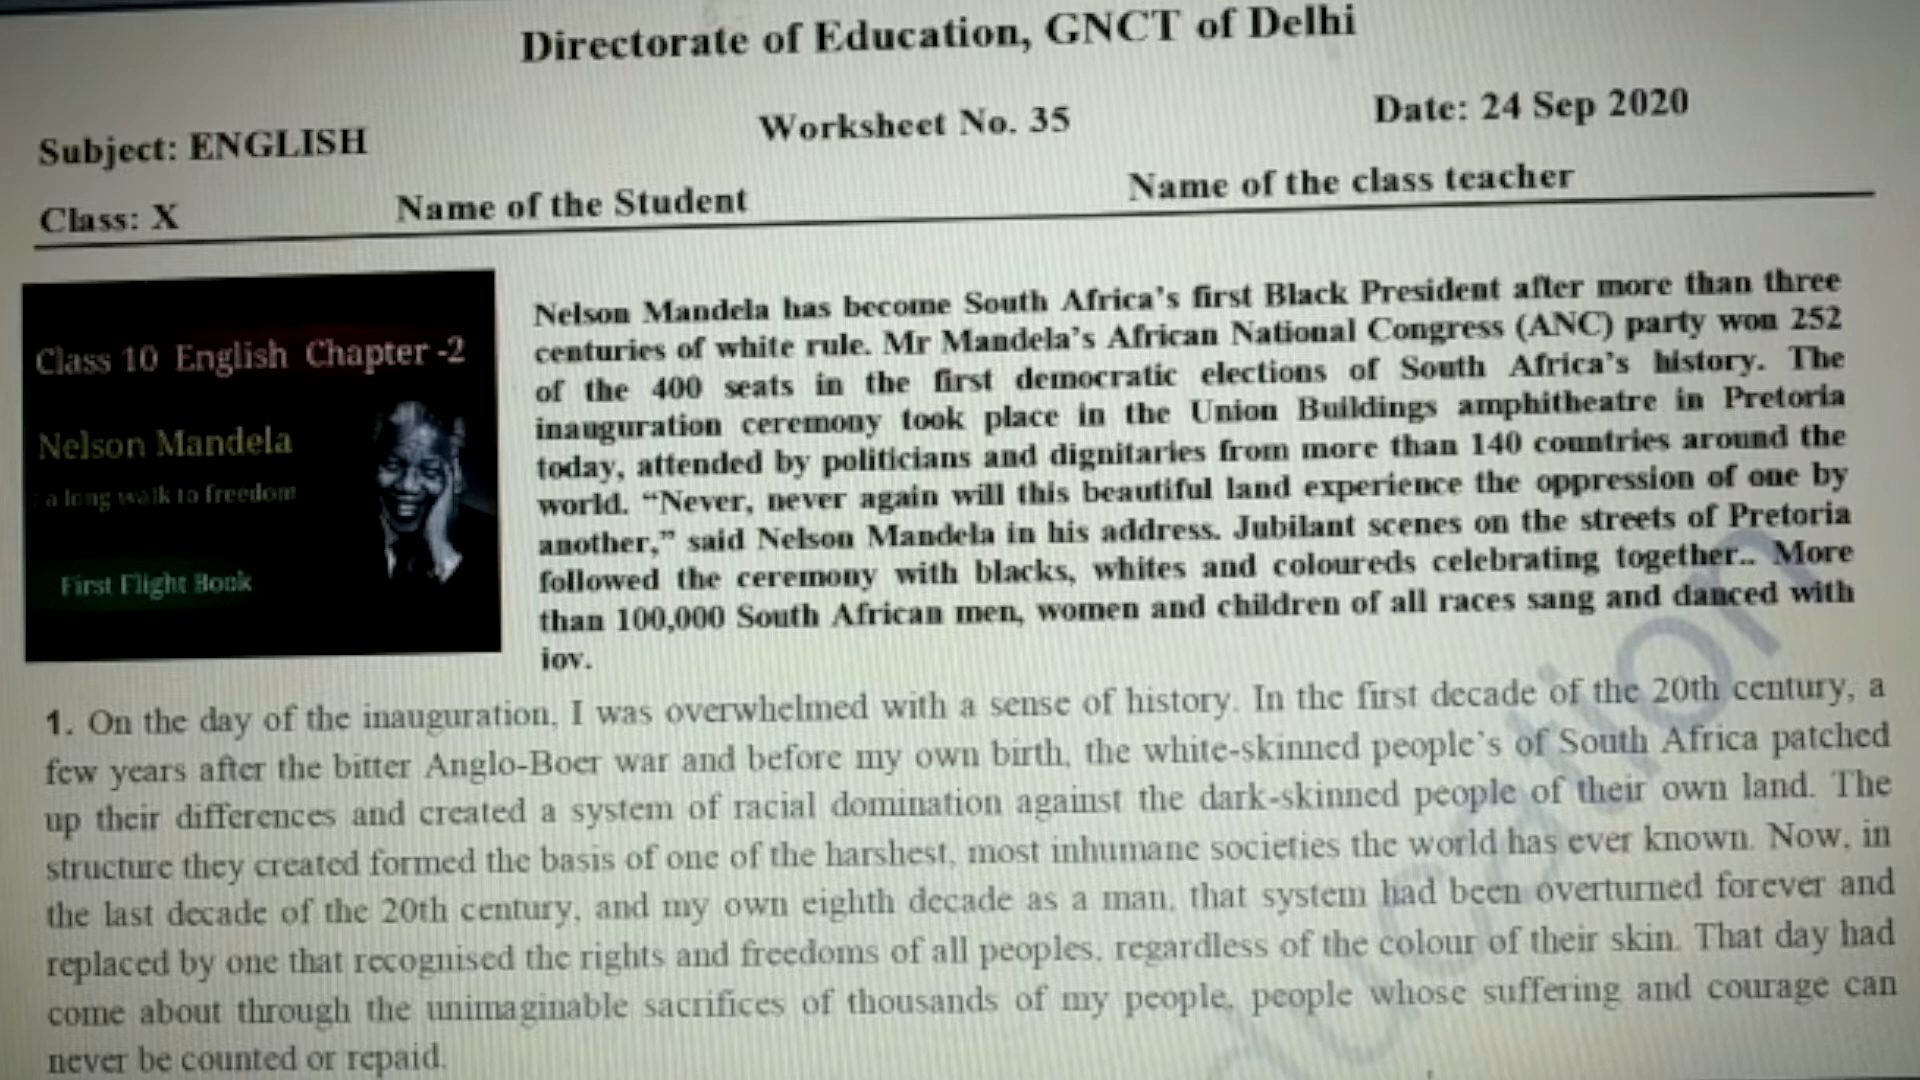 Directorate of Education, GNCT of Delhi
Subject: ENGLISH Worksheet No. 35 Date: 24 Sep 2020
Class: X Name of the Student Name of the class teacher
Class 10 English Chapter -2
Nelson Mandela
: a long walk to freedom
First Flight Book
Nelson Mandela has become South Africa's first Black President after more than three
centuries of white rule. Mr Mandela's African National Congress (ANC) party won 252
of the 400 seats in the first democratic elections of South Africa's history. The
inauguration ceremony took place in the Union Buildings amphitheatre in Pretoria
today, attended by politicians and dignitaries from more than 140 countries around the
world. “Never, never again will this beautiful land experience the oppression of one by
another,” said Nelson Mandela in his address. Jubilant scenes on the streets of Pretoria
followed the ceremony with blacks, whites and coloureds celebrating together.. More
than 100,000 South African men, women and children of all races sang and danced with
joy.
1. On the day of the inauguration, I was overwhelmed with a sense of history. In the first decade of the 20th century, a
few years after the bitter Anglo-Boer war and before my own birth, the white-skinned people's of South Africa patched
up their differences and created a system of racial domination against the dark-skinned people of their own land. The
structure they created formed the basis of one of the harshest, most inhumane societies the world has ever known. Now, in
the last decade of the 20th century, and my own eighth decade as a man, that system had been overturned forever and
replaced by one that recognised the rights and freedoms of all peoples, regardless of the colour of their skin. That day had
come about through the unimaginable sacrifices of thousands of my people, people whose suffering and courage can
never be counted or repaid.